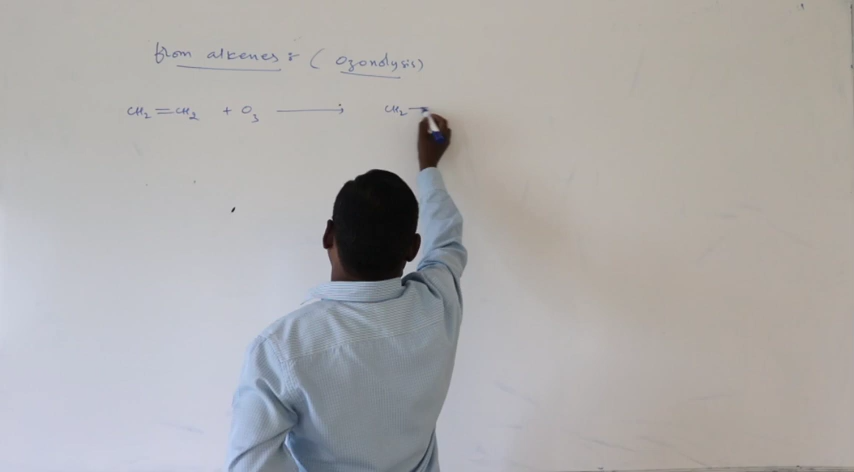 from alkenes :- (Ozonolysis)
CH₂=CH₂ + O₃ ⟶ CH₂—